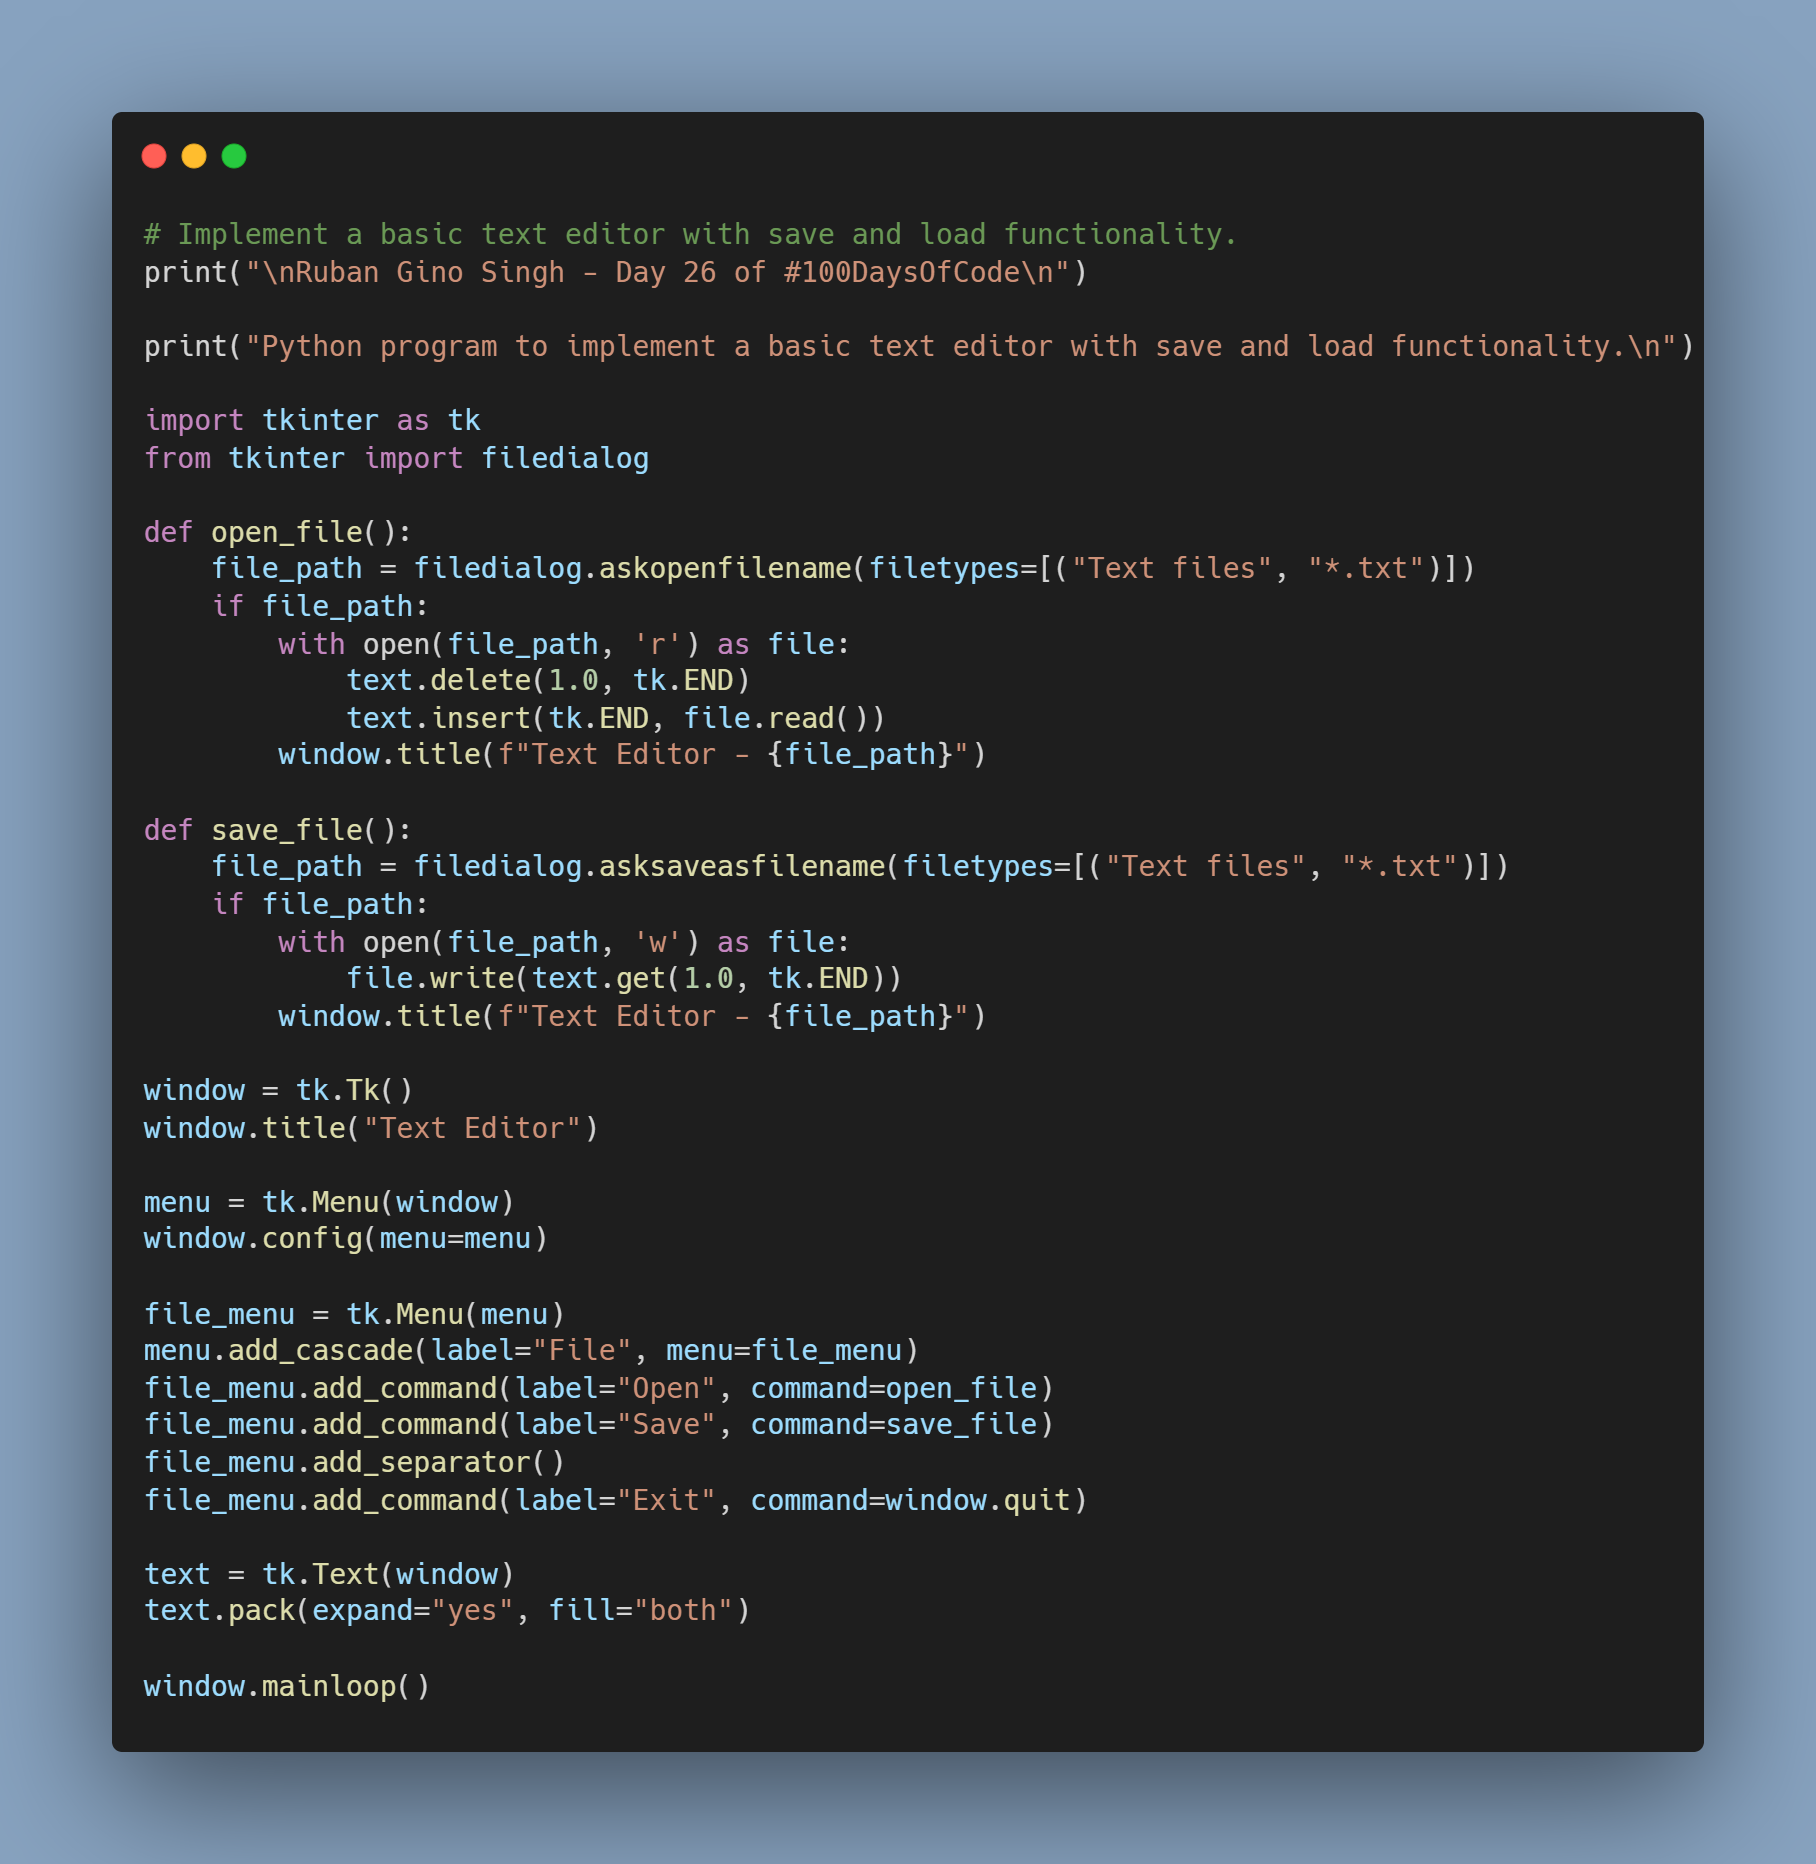 # Implement a basic text editor with save and load functionality.
print("\nRuban Gino Singh - Day 26 of #100DaysOfCode\n")

print("Python program to implement a basic text editor with save and load functionality.\n")

import tkinter as tk
from tkinter import filedialog

def open_file():
    file_path = filedialog.askopenfilename(filetypes=[("Text files", "*.txt")])
    if file_path:
        with open(file_path, 'r') as file:
            text.delete(1.0, tk.END)
            text.insert(tk.END, file.read())
        window.title(f"Text Editor - {file_path}")

def save_file():
    file_path = filedialog.asksaveasfilename(filetypes=[("Text files", "*.txt")])
    if file_path:
        with open(file_path, 'w') as file:
            file.write(text.get(1.0, tk.END))
        window.title(f"Text Editor - {file_path}")

window = tk.Tk()
window.title("Text Editor")

menu = tk.Menu(window)
window.config(menu=menu)

file_menu = tk.Menu(menu)
menu.add_cascade(label="File", menu=file_menu)
file_menu.add_command(label="Open", command=open_file)
file_menu.add_command(label="Save", command=save_file)
file_menu.add_separator()
file_menu.add_command(label="Exit", command=window.quit)

text = tk.Text(window)
text.pack(expand="yes", fill="both")

window.mainloop()